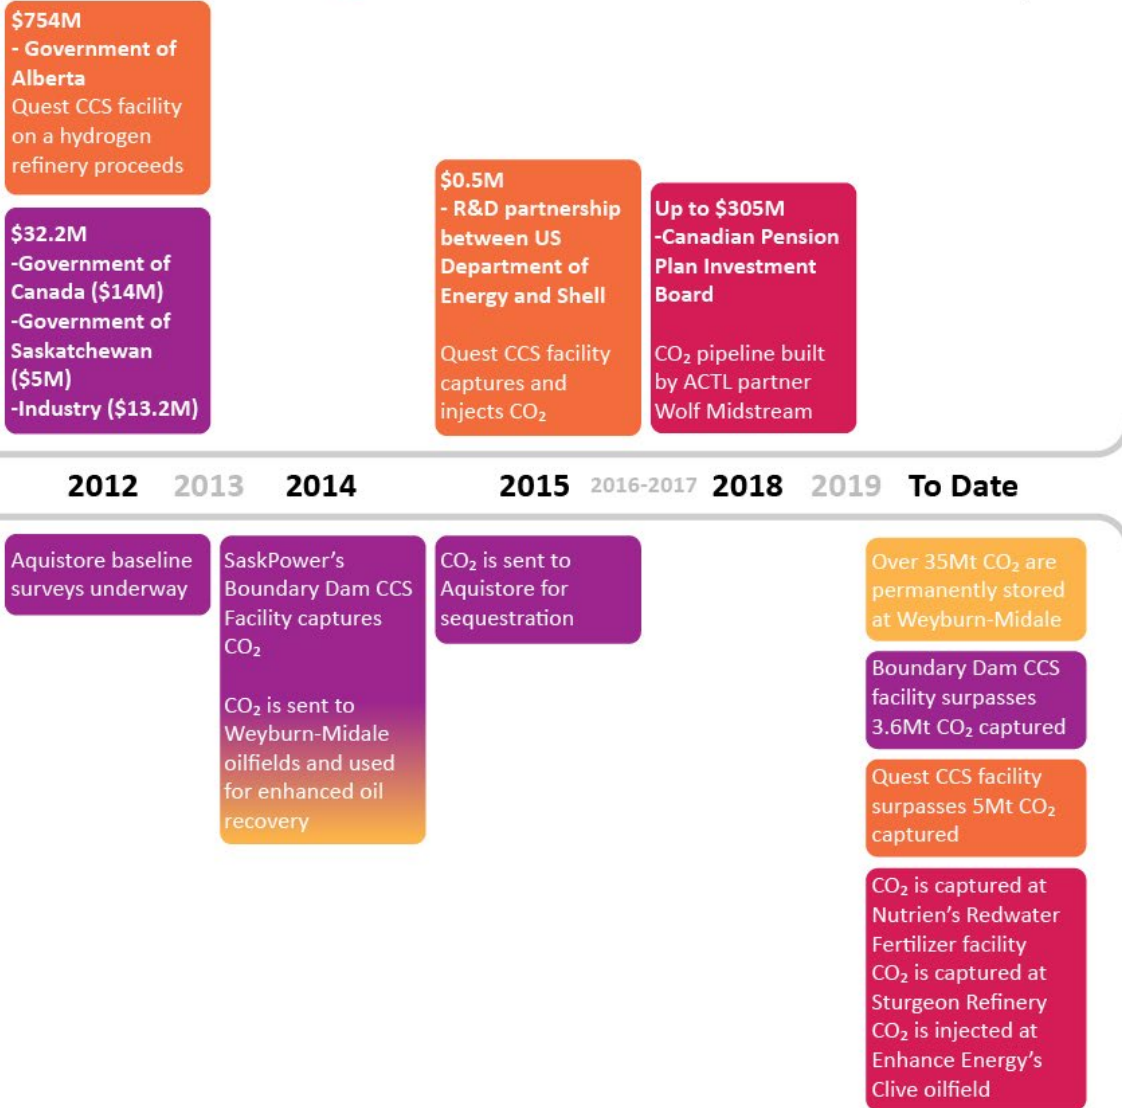 $754M
- Government of
Alberta
Quest CCS facility
on a hydrogen
refinery proceeds
$32.2M
-Government of
Canada ($14M)
-Government of
Saskatchewan
($5M)
-Industry ($13.2M)
$0.5M
- R&D partnership
between US
Department of
Energy and Shell
Quest CCS facility
captures and
injects CO₂
Up to $305M
-Canadian Pension
Plan Investment
Board
CO₂ pipeline built
by ACTL partner
Wolf Midstream
2012 2013 2014 2015 2016-2017 2018 2019 To Date
Aquistore baseline
surveys underway
SaskPower’s
Boundary Dam CCS
Facility captures
CO₂
CO₂ is sent to
Weyburn-Midale
oilfields and used
for enhanced oil
recovery
CO₂ is sent to
Aquistore for
sequestration
Over 35Mt CO₂ are
permanently stored
at Weyburn-Midale
Boundary Dam CCS
facility surpasses
3.6Mt CO₂ captured
Quest CCS facility
surpasses 5Mt CO₂
captured
CO₂ is captured at
Nutrien’s Redwater
Fertilizer facility
CO₂ is captured at
Sturgeon Refinery
CO₂ is injected at
Enhance Energy’s
Clive oilfield